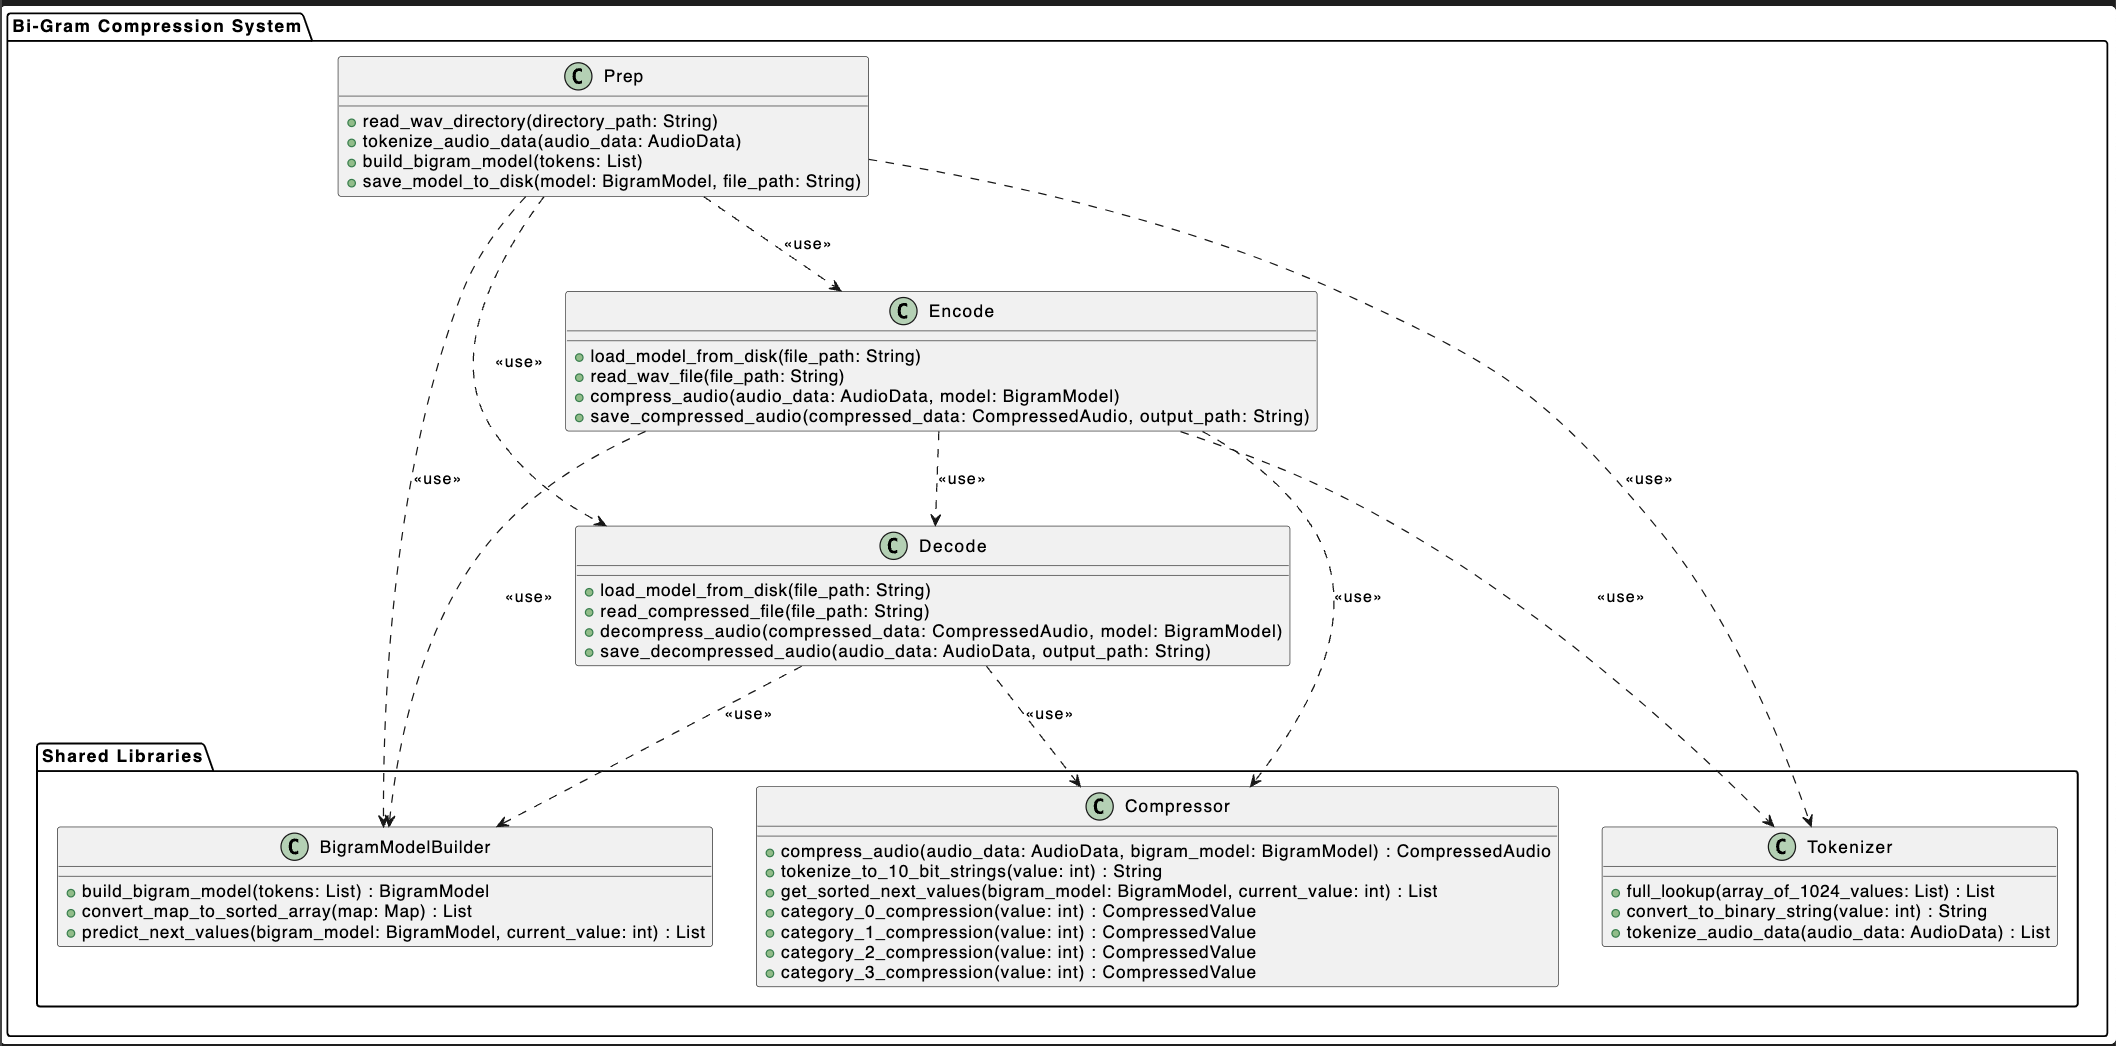 Bi-Gram Compression System
C Prep
read_wav_directory(directory_path: String)
tokenize_audio_data(audio_data: AudioData)
build_bigram_model(tokens: List)
save_model_to_disk(model: BigramModel, file_path: String)
«use»
C Encode
load_model_from_disk(file_path: String)
read_wav_file(file_path: String)
compress_audio(audio_data: AudioData, model: BigramModel)
save_compressed_audio(compressed_data: CompressedAudio, output_path: String)
«use»
«use»
«use»
«use»
C Decode
load_model_from_disk(file_path: String)
read_compressed_file(file_path: String)
decompress_audio(compressed_data: CompressedAudio, model: BigramModel)
save_decompressed_audio(audio_data: AudioData, output_path: String)
«use»
«use»
«use»
«use»
«use»
Shared Libraries
C BigramModelBuilder
build_bigram_model(tokens: List) : BigramModel
convert_map_to_sorted_array(map: Map) : List
predict_next_values(bigram_model: BigramModel, current_value: int) : List
C Compressor
compress_audio(audio_data: AudioData, bigram_model: BigramModel) : CompressedAudio
tokenize_to_10_bit_strings(value: int) : String
get_sorted_next_values(bigram_model: BigramModel, current_value: int) : List
category_0_compression(value: int) : CompressedValue
category_1_compression(value: int) : CompressedValue
category_2_compression(value: int) : CompressedValue
category_3_compression(value: int) : CompressedValue
C Tokenizer
full_lookup(array_of_1024_values: List) : List
convert_to_binary_string(value: int) : String
tokenize_audio_data(audio_data: AudioData) : List